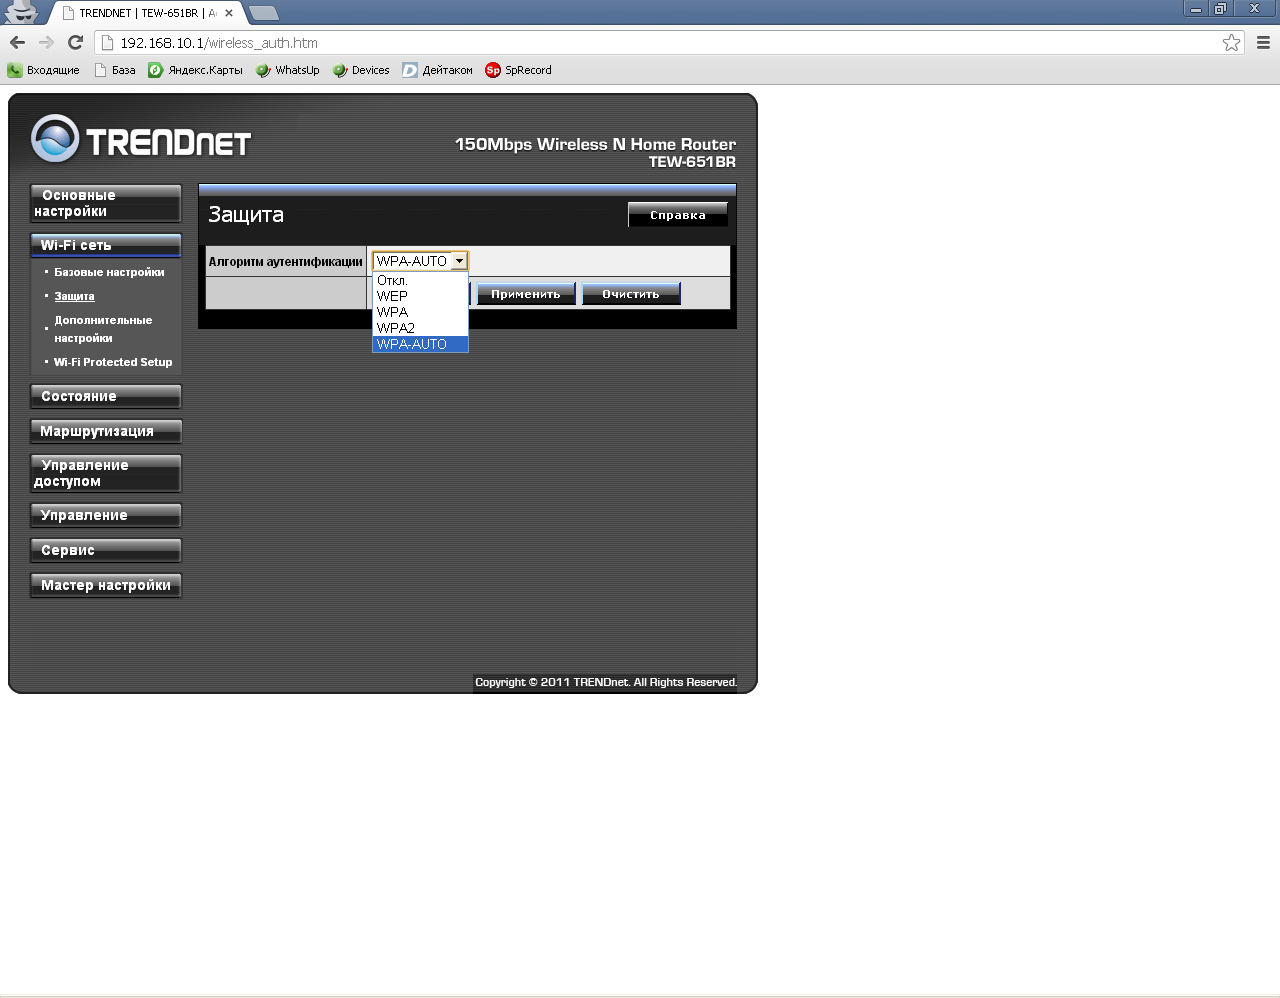 TRENDNET | TEW-651BR | A
192.168.10.1/wireless_auth.htm
Входящие База Яндекс.Карты WhatsUp Devices Дейтаком SpRecord
TRENDNET
150Mbps Wireless N Home Router
TEW-651BR
Основные
настройки
Wi-Fi сеть
Базовые настройки
Защита
Дополнительные
настройки
Wi-Fi Protected Setup
Состояние
Маршрутизация
Управление
доступом
Управление
Сервис
Мастер настройки
Защита
Справка
Алгоритм аутентификации WPA-AUTO
Откл.
WEP
WPA
WPA2
WPA-AUTO
Применить Очистить
Copyright © 2011 TRENDnet. All Rights Reserved.